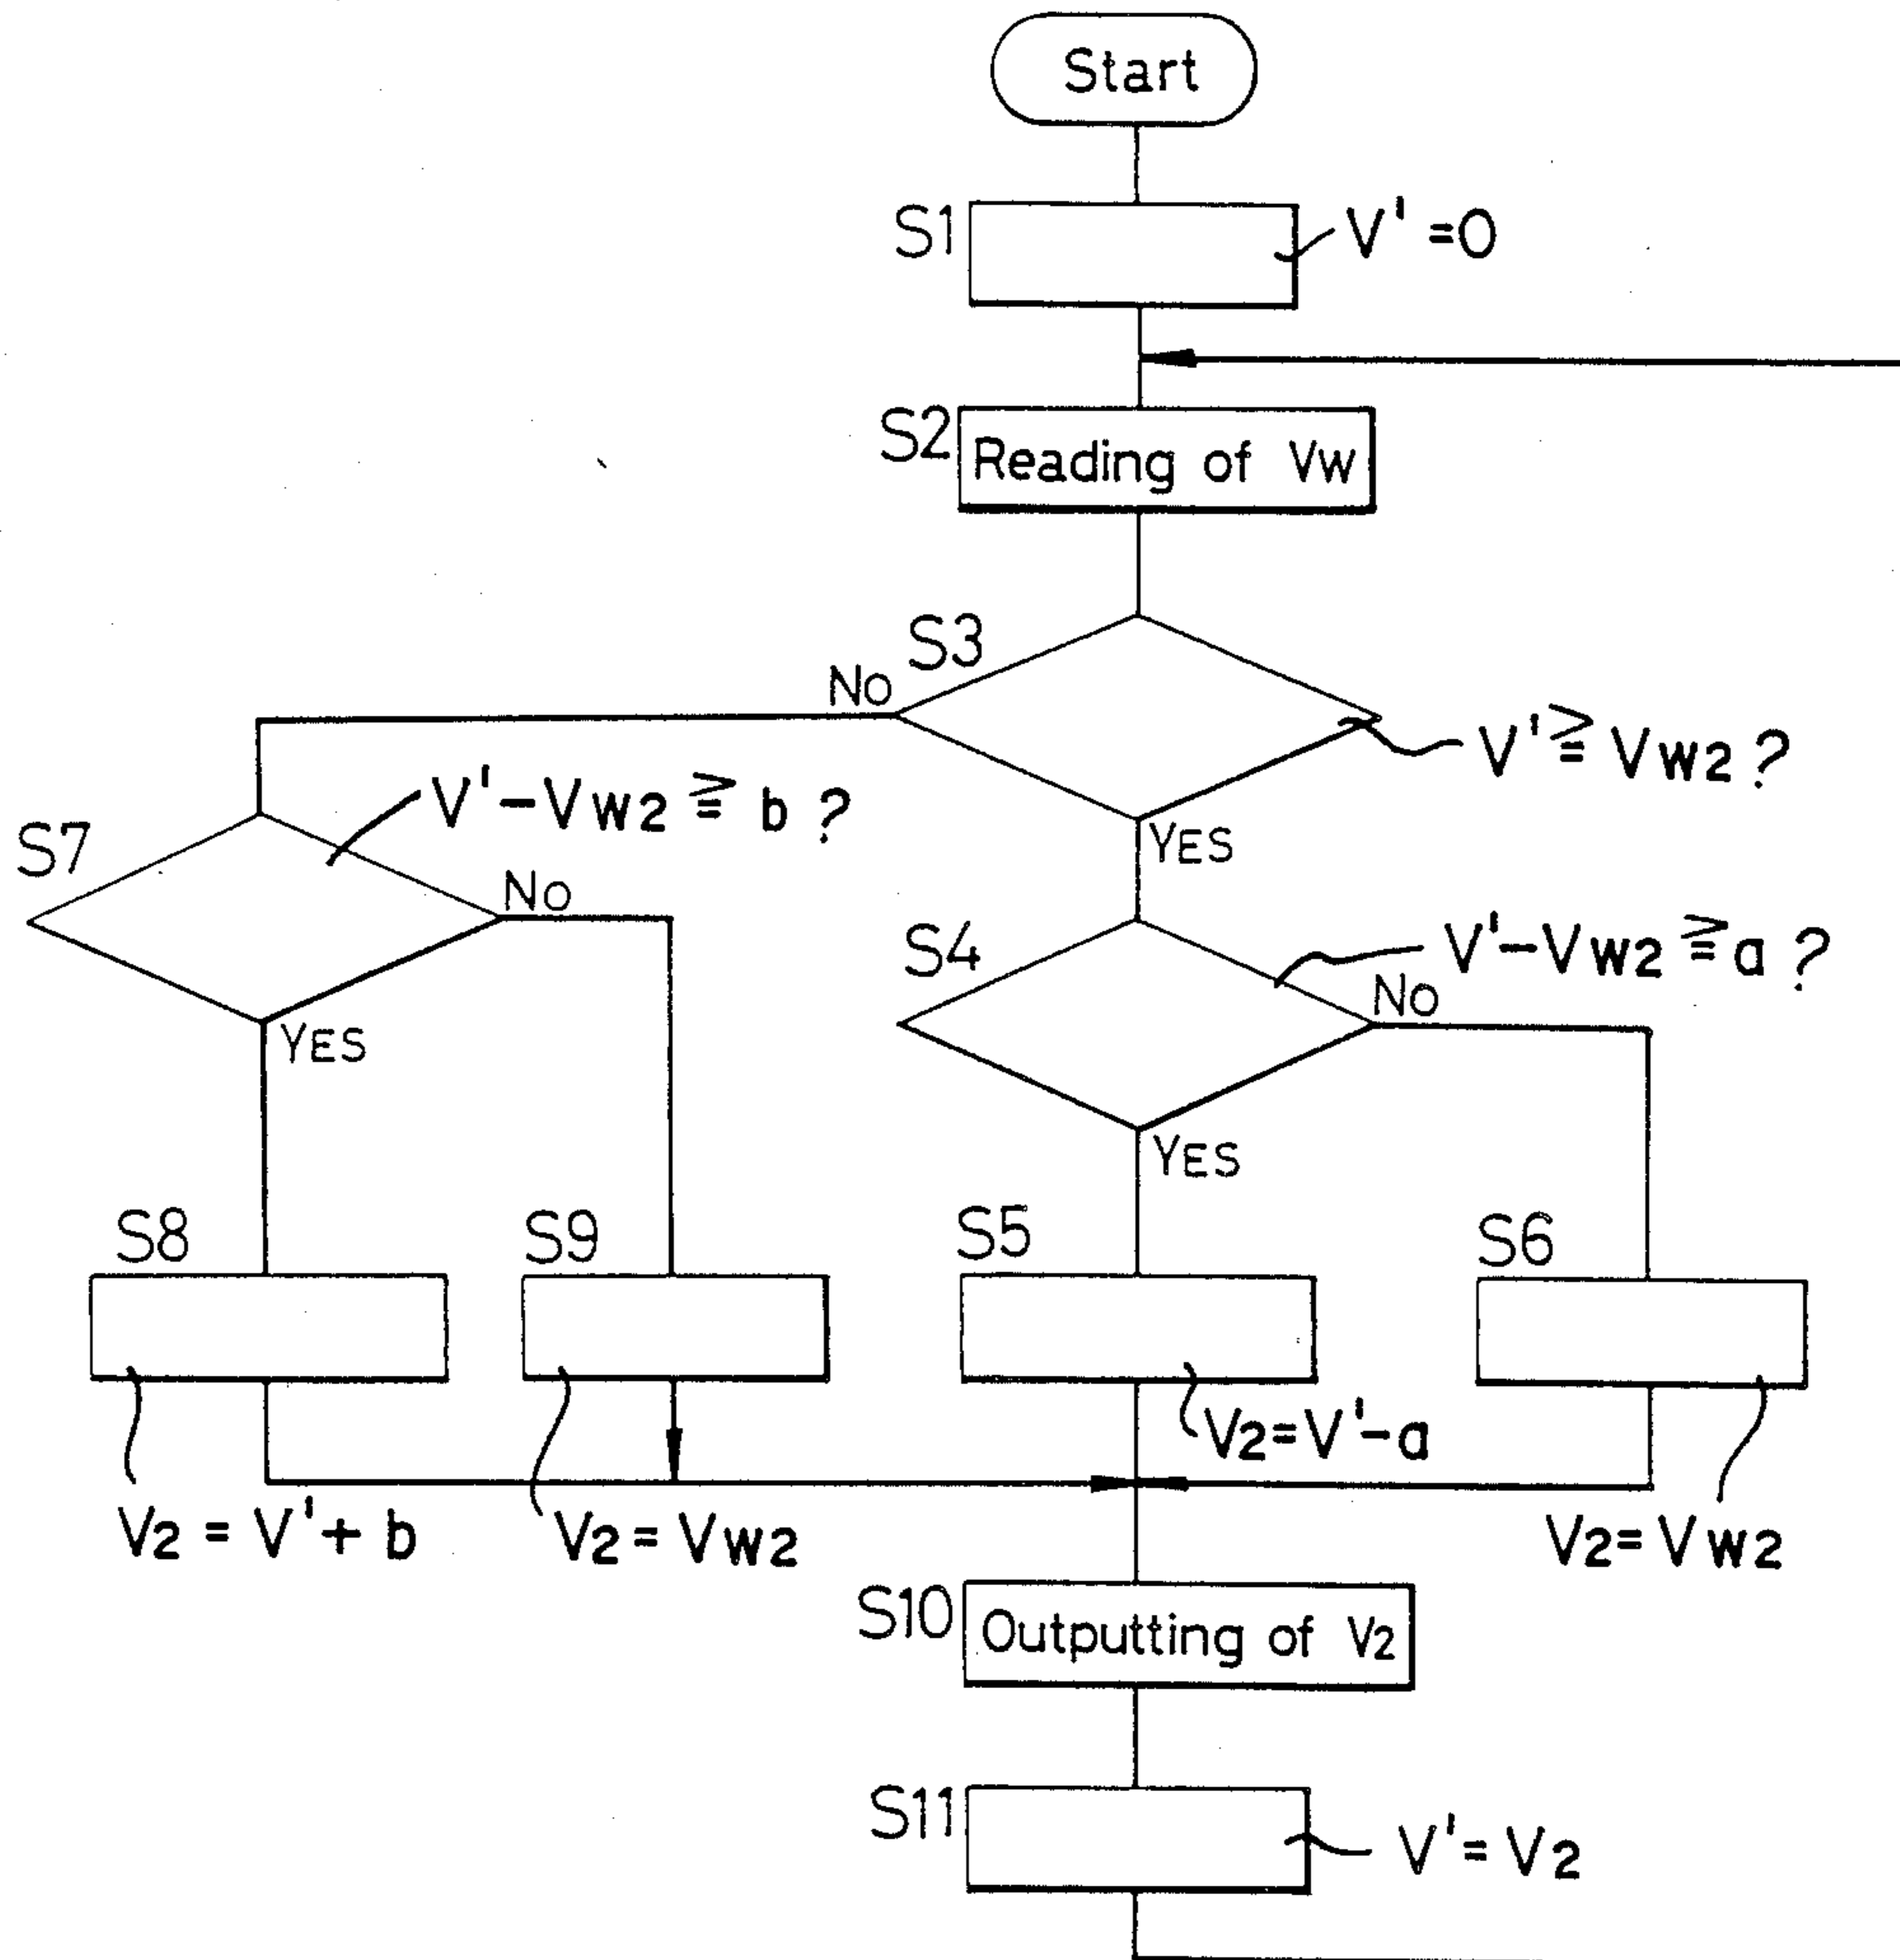 Start
S1
V' = 0
S2
Reading of Vw
S3
No
V' ≧ Vw2 ?
V' - Vw2 ≧ b ?
S7
No
YES
YES
S4
V' - Vw2 ≧ a ?
No
YES
S8
S9
S5
S6
V2 = V' - a
V2 = V' + b
V2 = Vw2
V2 = Vw2
S10
Outputting of V2
S11
V' = V2